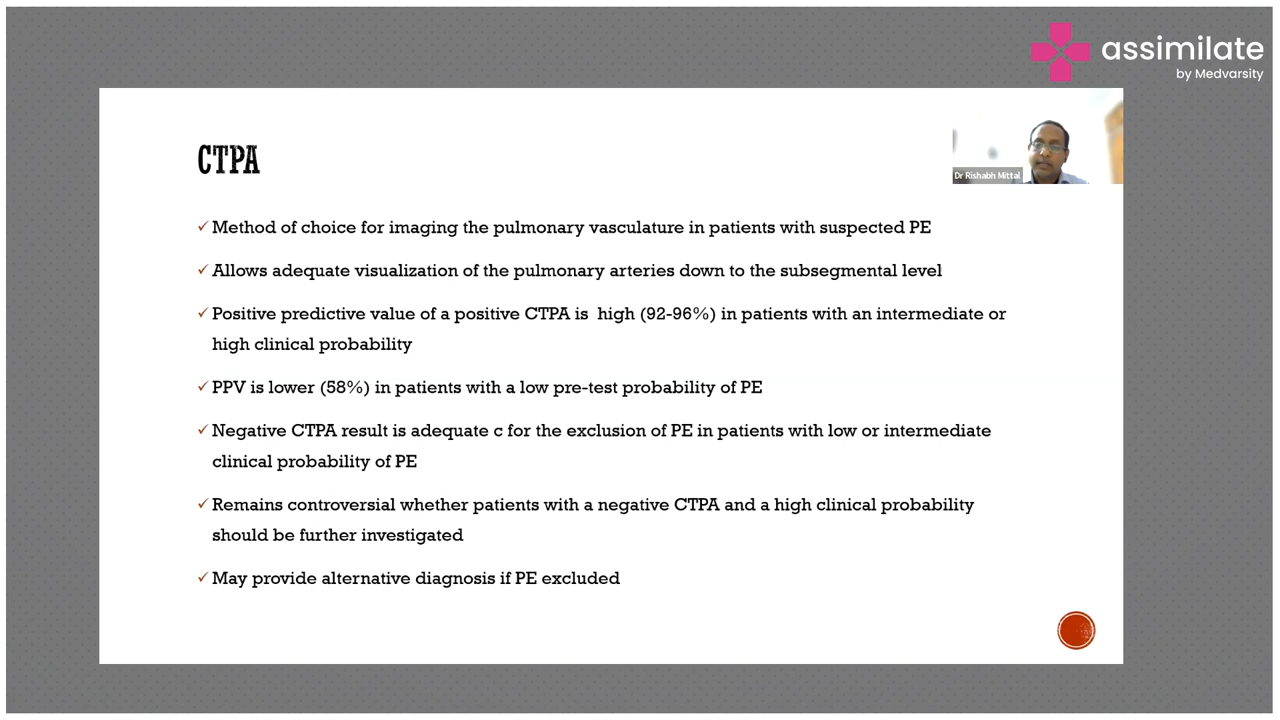 assimilate
by Medvarsity
CTPA
Dr Rishabh Mittal
✓ Method of choice for imaging the pulmonary vasculature in patients with suspected PE
✓ Allows adequate visualization of the pulmonary arteries down to the subsegmental level
✓ Positive predictive value of a positive CTPA is  high (92-96%) in patients with an intermediate or
high clinical probability
✓ PPV is lower (58%) in patients with a low pre-test probability of PE
✓ Negative CTPA result is adequate c for the exclusion of PE in patients with low or intermediate
clinical probability of PE
✓ Remains controversial whether patients with a negative CTPA and a high clinical probability
should be further investigated
✓ May provide alternative diagnosis if PE excluded